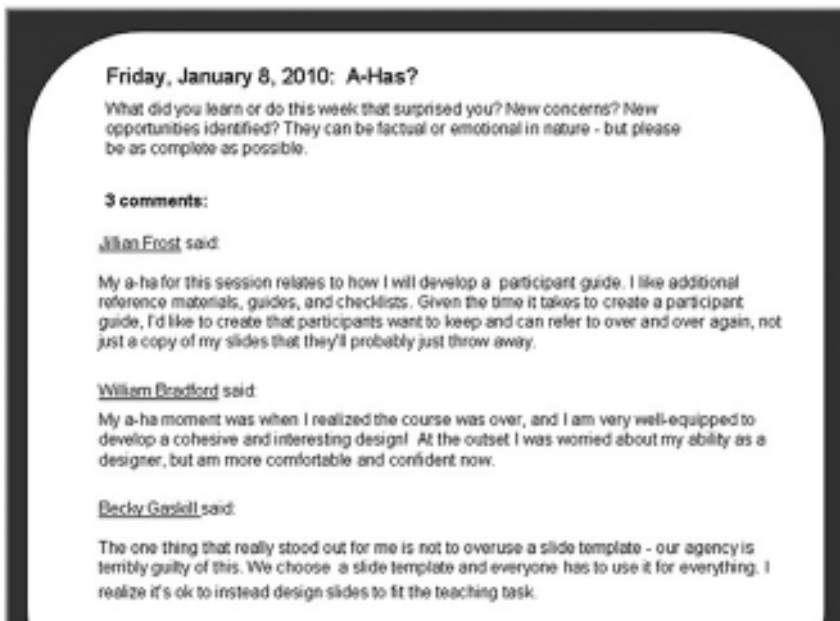 Friday, January 8, 2010: A-Has?
What did you learn or do this week that surprised you? New concerns? New
opportunities identified? They can be factual or emotional in nature - but please
be as complete as possible.
3 comments:
Jillian Frost said:
My a-ha for this session relates to how I will develop a participant guide. I like additional
reference materials, guides, and checklists. Given the time it takes to create a participant
guide, I'd like to create that participants want to keep and can refer to over and over again, not
just a copy of my slides that they'll probably just throw away.
William Bradford said:
My a-ha moment was when I realized the course was over, and I am very well-equipped to
develop a cohesive and interesting design! At the outset I was worried about my ability as a
designer, but am more comfortable and confident now.
Becky Gaskill said:
The one thing that really stood out for me is not to overuse a slide template - our agency is
terribly guilty of this. We choose a slide template and everyone has to use it for everything. I
realize it's ok to instead design slides to fit the teaching task.